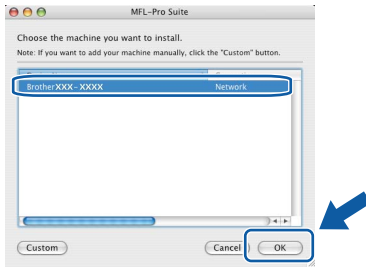 MFL-Pro Suite
Choose the machine you want to install.
Note: If you want to add your machine manually, click the "Custom" button.
BrotherXXX-XXXX Network
Custom Cancel OK